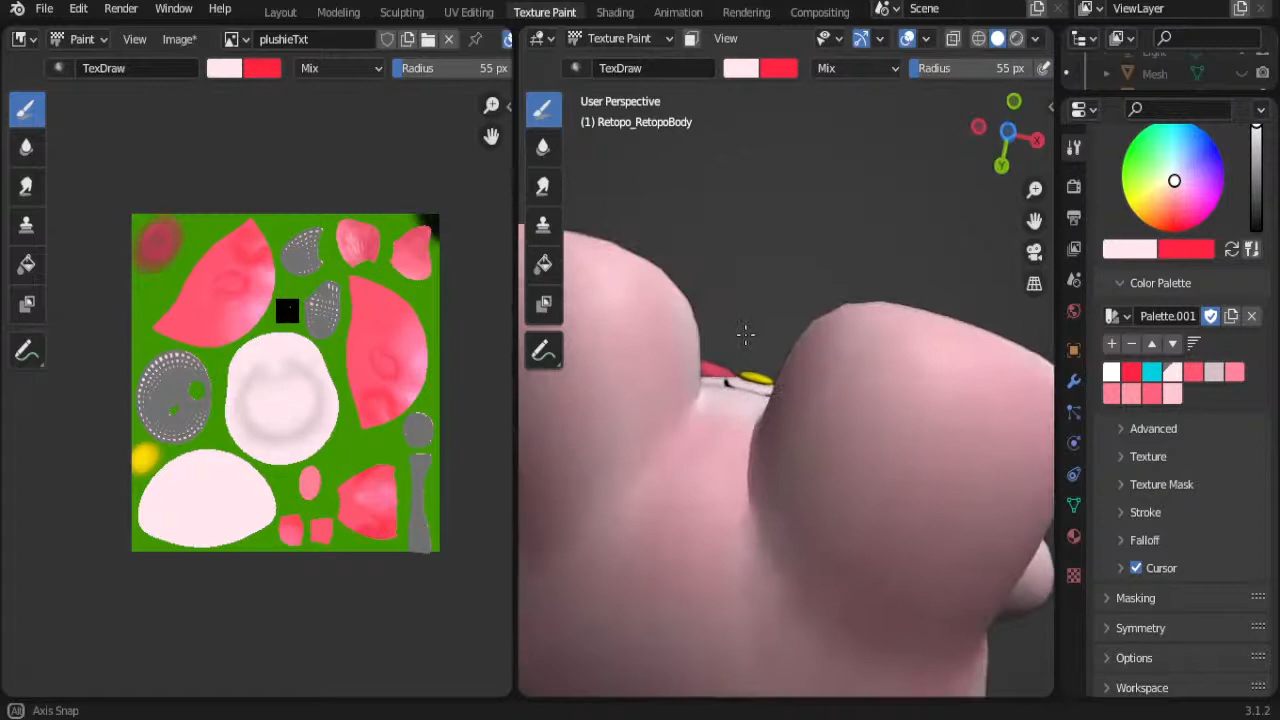 File Edit Render Window Help Layout Modeling Sculpting UV Editing Texture Paint Shading Animation Rendering Compositing Scene ViewLayer
Paint View Image* plushieTxt Texture Paint View
TexDraw Mix Radius 55 px TexDraw Mix Radius 55 px
Mesh
User Perspective
(1) Retopo_RetopoBody
X
Y
Color Palette
Palette.001
Advanced
Texture
Texture Mask
Stroke
Falloff
Cursor
Masking
Symmetry
Options
Workspace
Alt Axis Snap 3.1.2